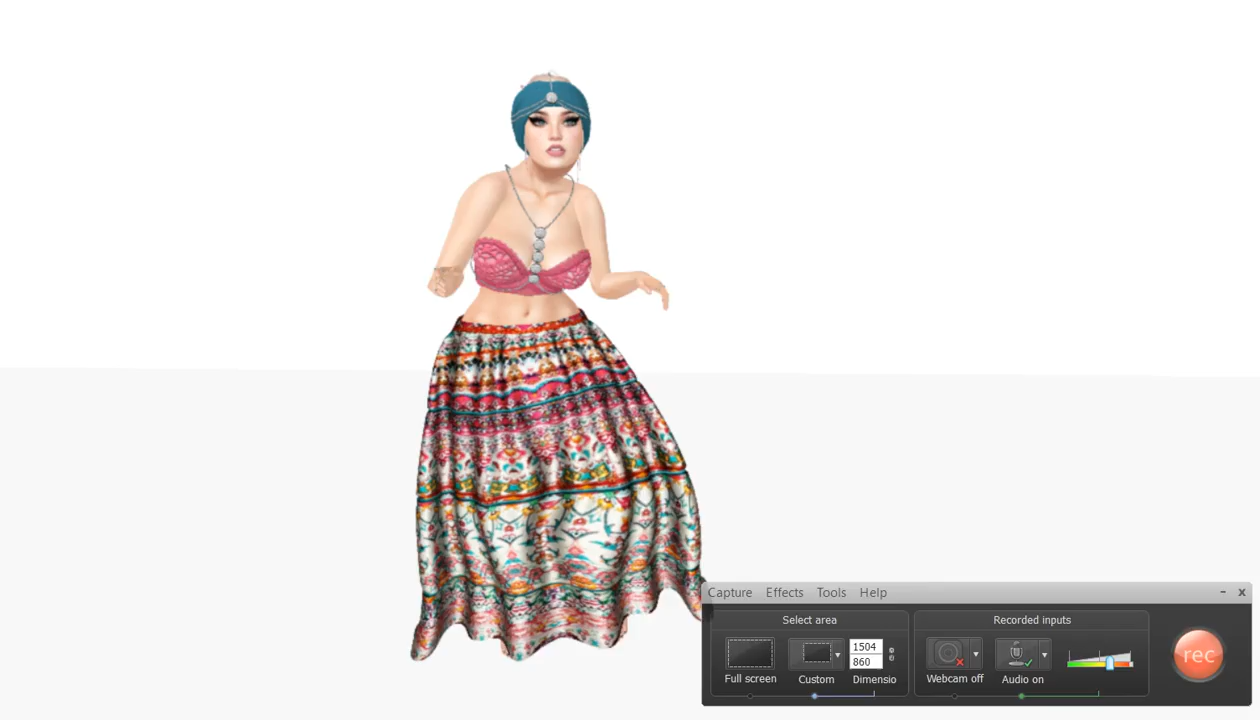 Capture Effects Tools Help - x
Select area
Recorded inputs
1504
860
rec
Full screen Custom Dimensio
Webcam off Audio on